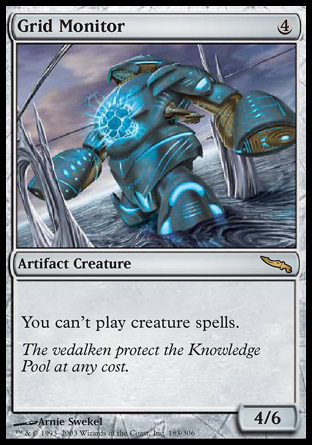 Grid Monitor 4
Artifact Creature
You can't play creature spells.
The vedalken protect the Knowledge
Pool at any cost.
Arnie Swekel
™ & © 1993–2003 Wizards of the Coast, Inc. 183/306
4/6